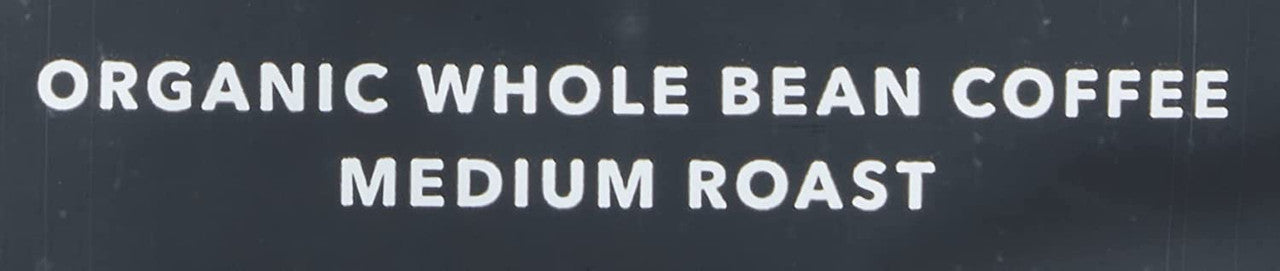 ORGANIC WHOLE BEAN COFFEE
MEDIUM ROAST